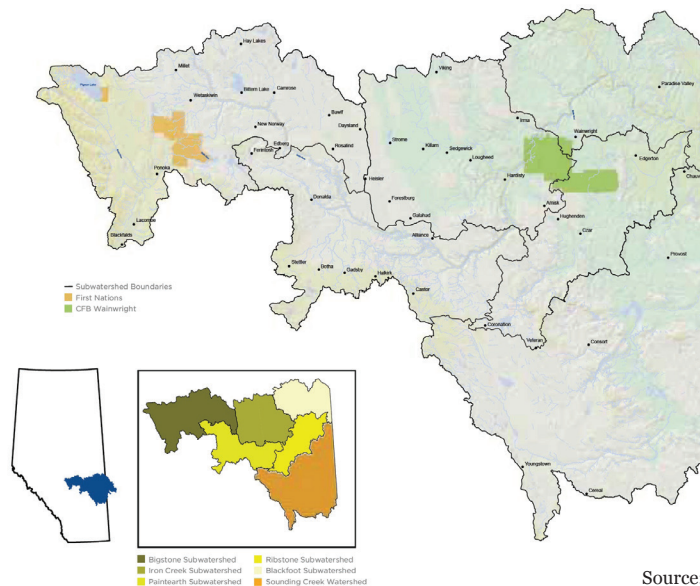 Hay Lakes
Millet
Viking
Pigeon Lake
Paradise Valley
Wetaskiwin
Bittern Lake
Camrose
Bawlf
Irma
New Norway
Daysland
Wainwright
Strome
Killam
Edberg
Rosalind
Sedgewick
Ferintosh
Lougheed
Edgerton
Ponoka
Heisler
Hardisty
Donalda
Forestburg
Amisk
Galahad
Hughenden
Lacombe
Czar
Blackfalds
Alliance
Provost
Stettler
Botha
Gadsby
Halkirk
Castor
Subwatershed Boundaries
First Nations
CFB Wainwright
Coronation
Veteran
Consort
Youngstown
Cereal
Bigstone Subwatershed
Iron Creek Subwatershed
Paintearth Subwatershed
Ribstone Subwatershed
Blackfoot Subwatershed
Sounding Creek Watershed
Source